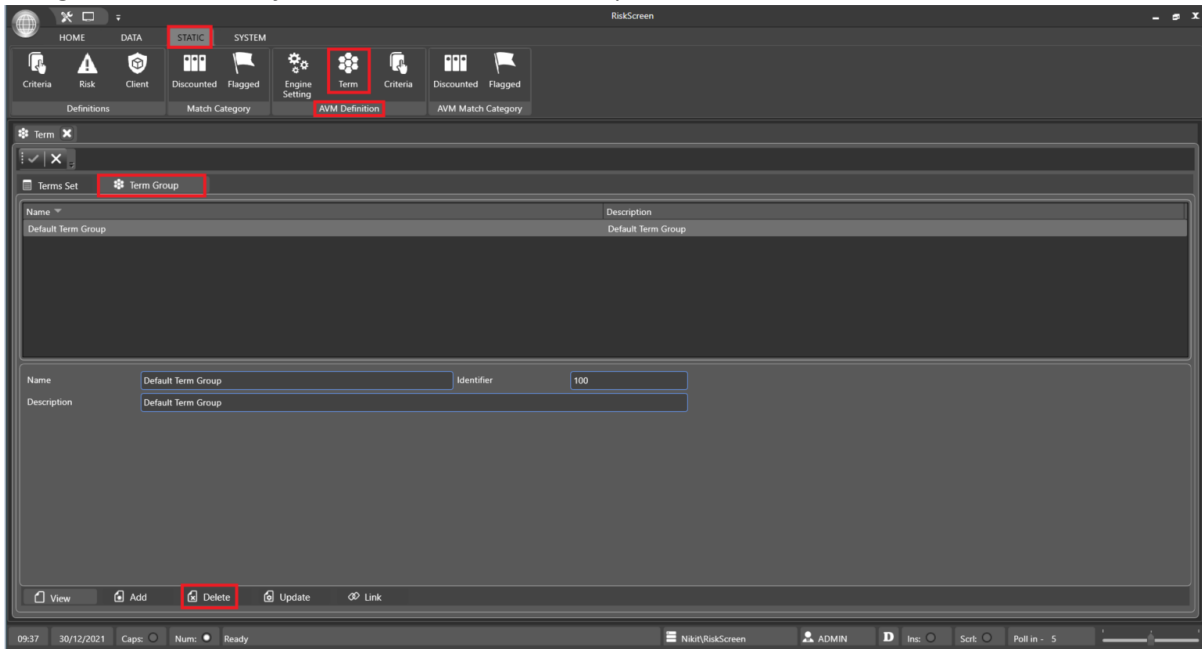 RiskScreen
HOME DATA STATIC SYSTEM
Criteria Risk Client Discounted Flagged Engine Setting Term Criteria Discounted Flagged
Definitions Match Category AVM Definition AVM Match Category
Term
Terms Set Term Group
Name Description
Default Term Group Default Term Group
Name Default Term Group Identifier 100
Description Default Term Group
View Add Delete Update Link
09:37 30/12/2021 Caps: Num: Ready Nikit\RiskScreen ADMIN D Ins: Scrl: Poll in - 5